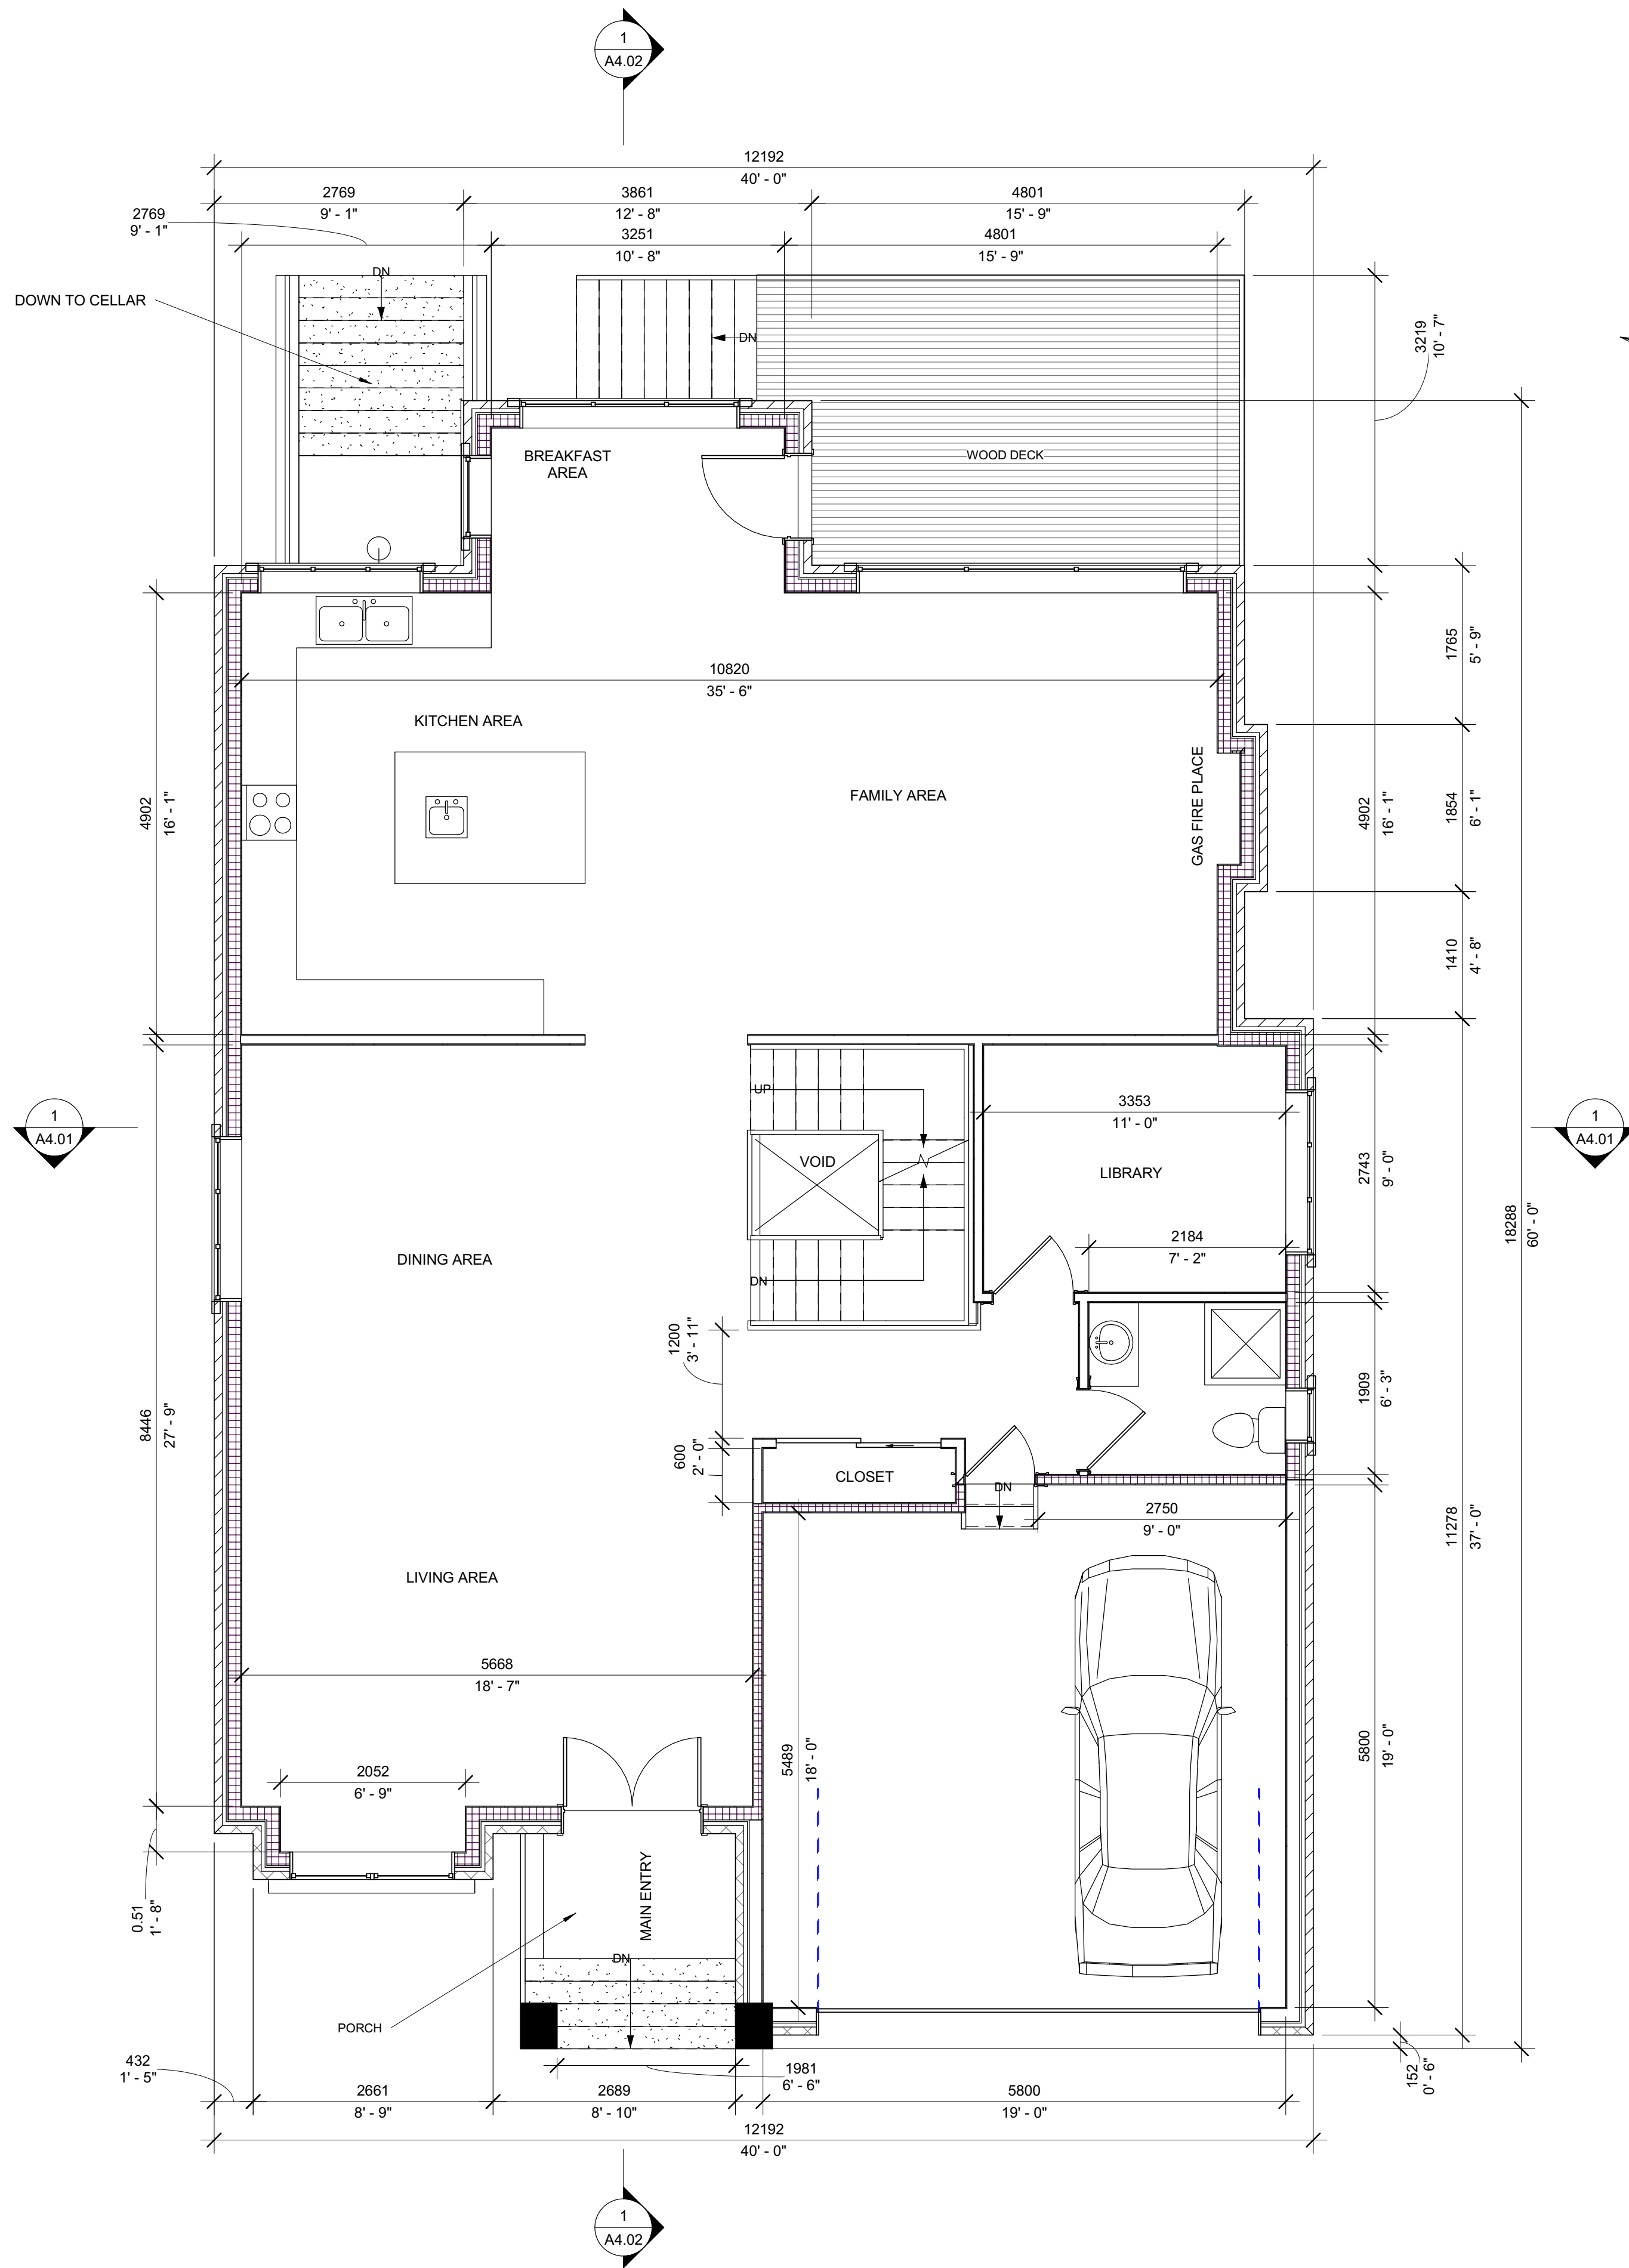 1
A4.02
12192
40' - 0"
2769
9' - 1"
3861
12' - 8"
4801
15' - 9"
2769
9' - 1"
3251
10' - 8"
4801
15' - 9"
DN
DOWN TO CELLAR
DN
3219
10' - 7"
BREAKFAST
AREA
WOOD DECK
1765
5' - 9"
10820
35' - 6"
KITCHEN AREA
FAMILY AREA
GAS FIRE PLACE
4902
16' - 1"
4902
16' - 1"
1854
6' - 1"
1410
4' - 8"
1
A4.01
UP
VOID
3353
11' - 0"
LIBRARY
2743
9' - 0"
1
A4.01
18288
60' - 0"
DINING AREA
2184
7' - 2"
DN
1200
3' - 11"
8446
27' - 9"
1909
6' - 3"
600
2' - 0"
CLOSET
DN
2750
9' - 0"
11278
37' - 0"
LIVING AREA
5668
18' - 7"
5489
18' - 0"
5800
19' - 0"
2052
6' - 9"
0.51
1' - 8"
MAIN ENTRY
DN
PORCH
432
1' - 5"
1981
6' - 6"
152
0' - 6"
2661
8' - 9"
2689
8' - 10"
5800
19' - 0"
12192
40' - 0"
1
A4.02